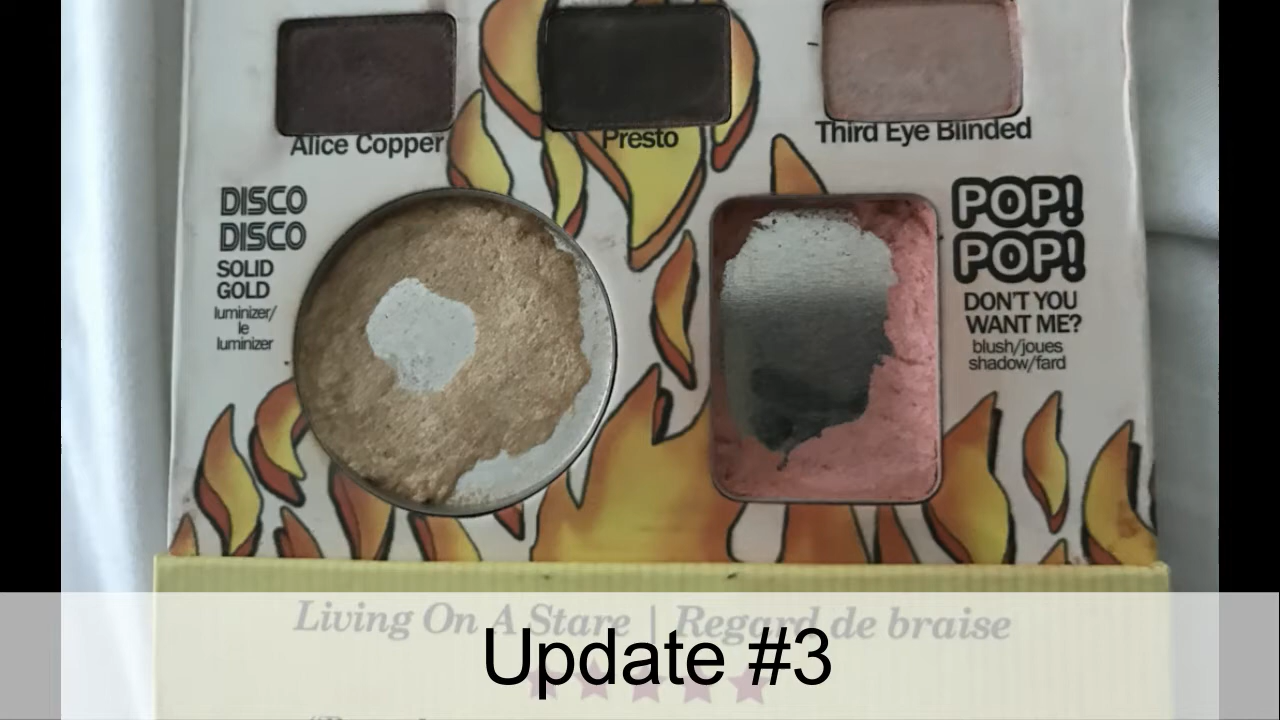 Alice Copper
Presto
Third Eye Blinded
DISCO
DISCO
SOLID
GOLD
luminizer/
le
luminizer
POP!
POP!
DON'T YOU
WANT ME?
blush/joues
shadow/fard
Living On A Stare | Regard de braise
Update #3